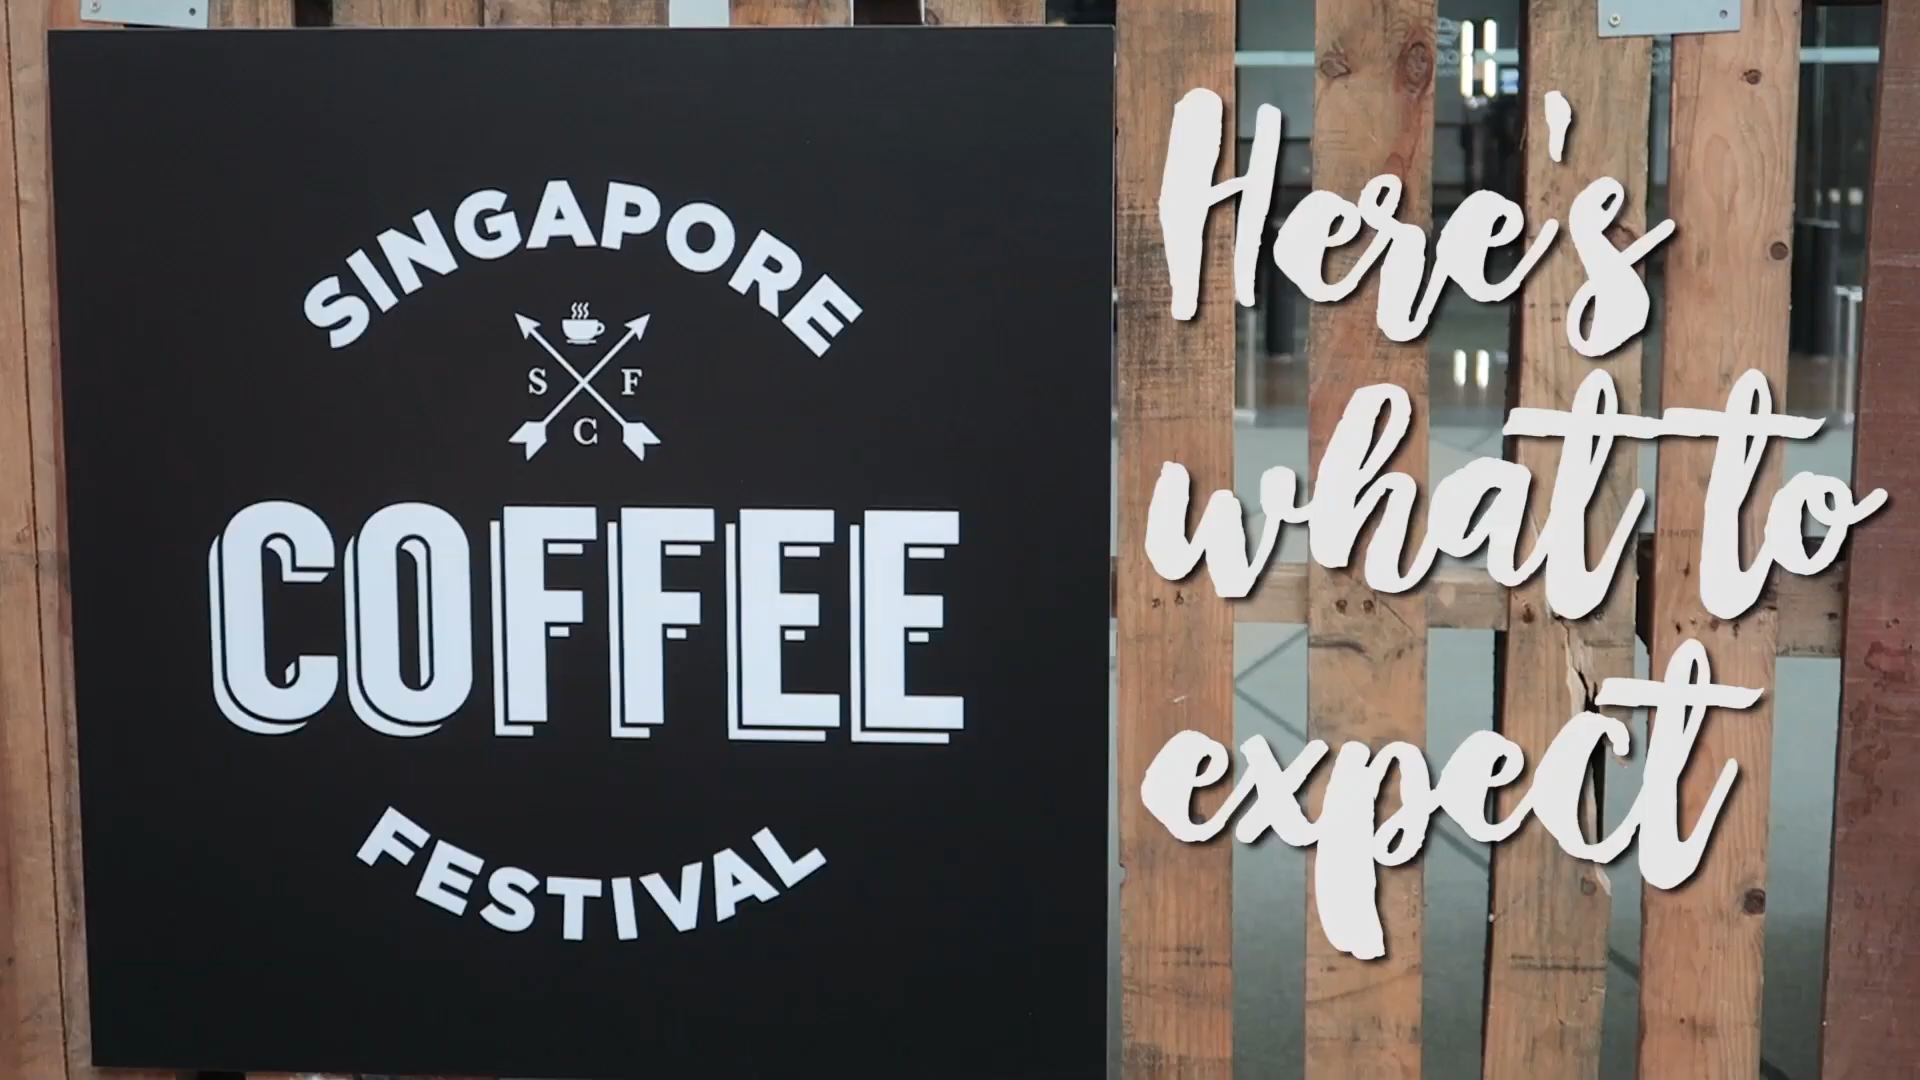 SINGAPORE
S F
C
COFFEE
FESTIVAL
Here's
what to
expect